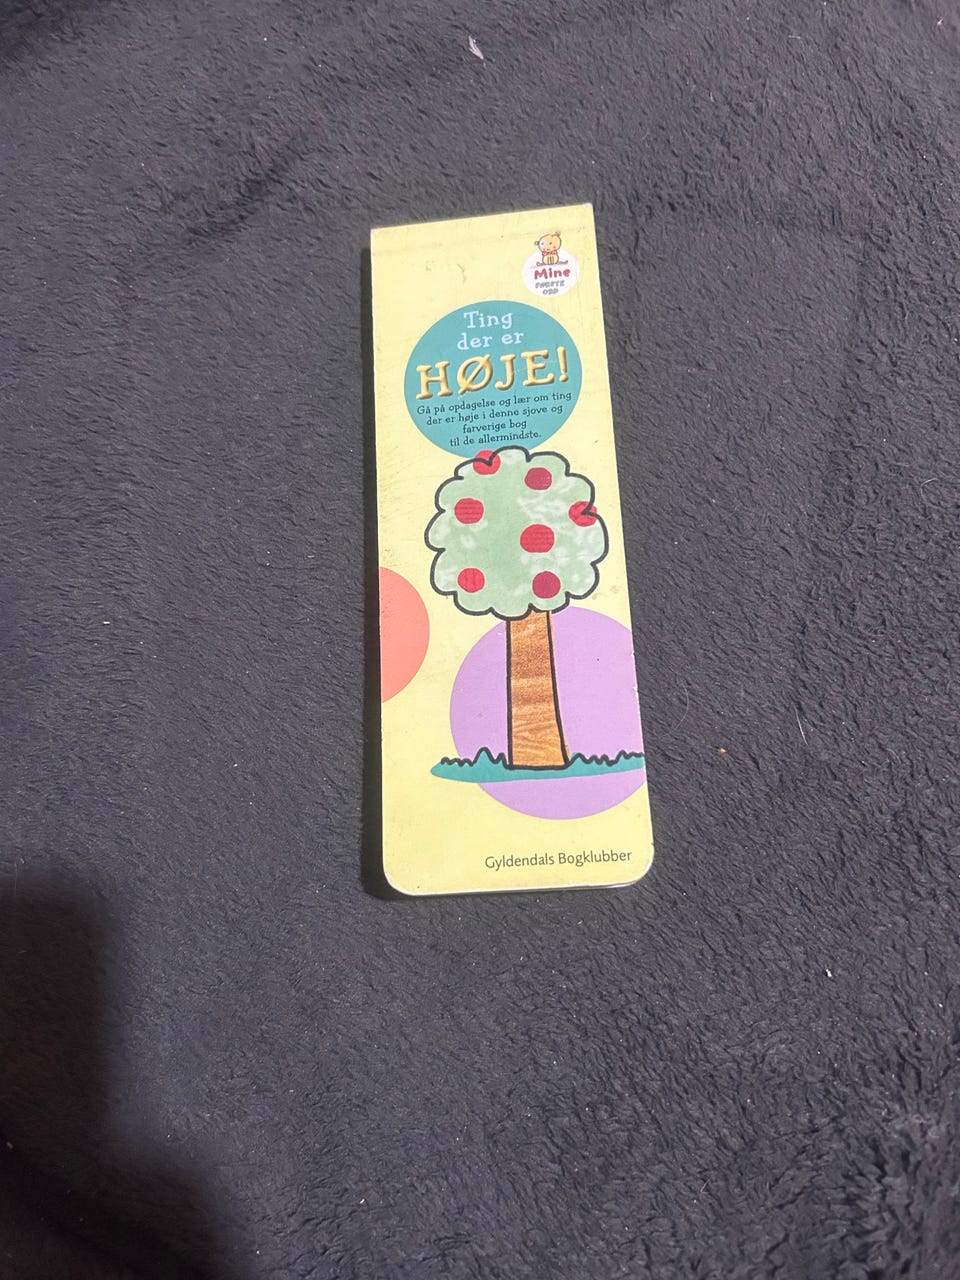 Mine
FØRSTE
ORD
Ting
der er
HØJE!
Gå på opdagelse og lær om ting
der er høje i denne sjove og
farverige bog
til de allermindste.
Gyldendals Bogklubber